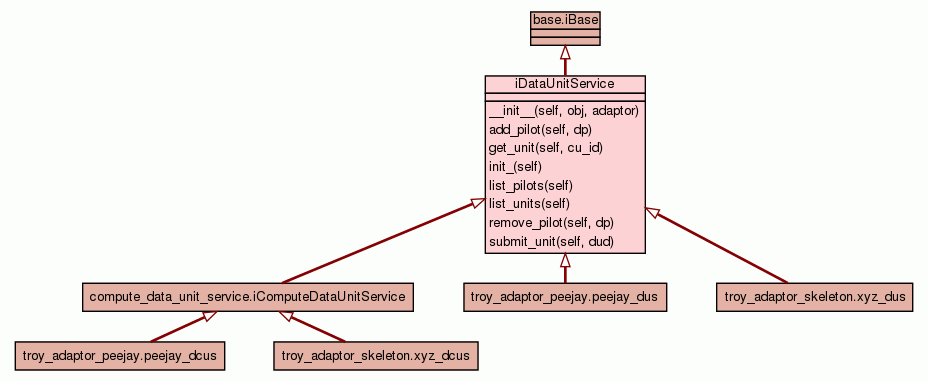 base.iBase
iDataUnitService
__init__(self, obj, adaptor)
add_pilot(self, dp)
get_unit(self, cu_id)
init_(self)
list_pilots(self)
list_units(self)
remove_pilot(self, dp)
submit_unit(self, dud)
compute_data_unit_service.iComputeDataUnitService
troy_adaptor_peejay.peejay_dus
troy_adaptor_skeleton.xyz_dus
troy_adaptor_peejay.peejay_dcus
troy_adaptor_skeleton.xyz_dcus